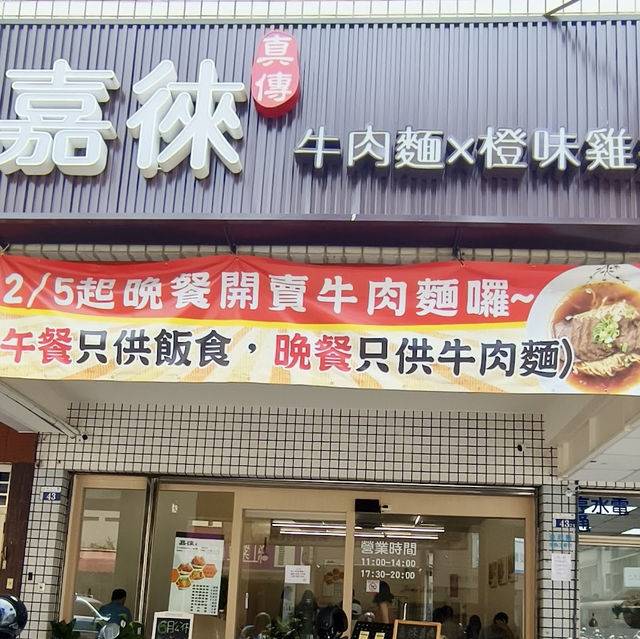 嘉徠
真傳
牛肉麵×橙味雞
2/5起晚餐開賣牛肉麵囉~
午餐只供飯食，晚餐只供牛肉麵)
43
43
水電
營業時間
11:00-14:00
17:30-20:00